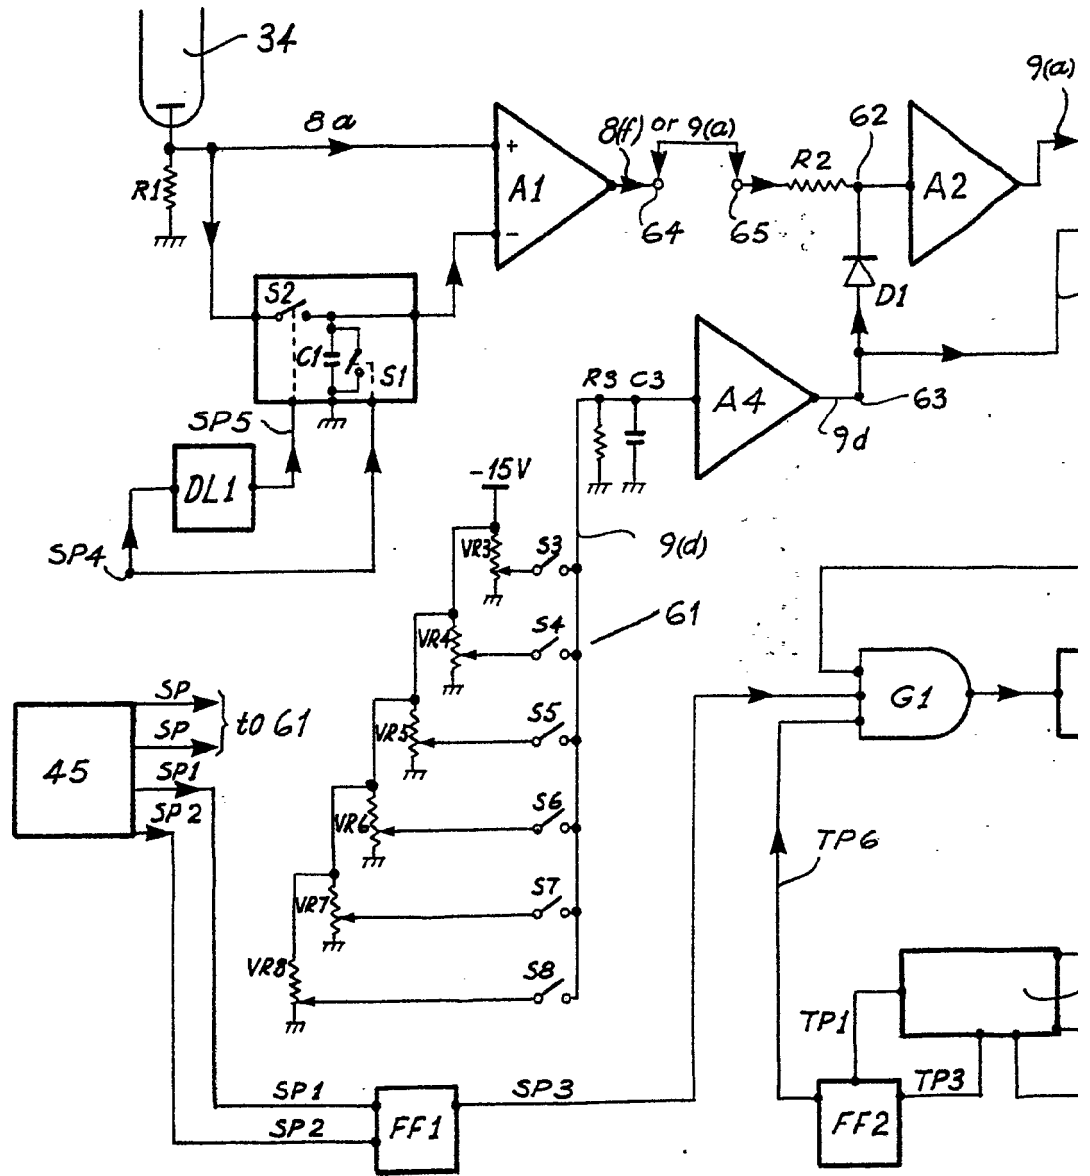 34
8a
R1
+
A1
−
8(f) or 9(a)
64
65
R2
62
A2
9(a)
S2
C1
S1
D1
SP5
DL1
SP4
R3 C3
A4
9d
63
-15V
VR3
S3
9(d)
VR4
S4
61
SP
SP
} to 61
45
SP1
SP2
VR5
S5
G1
VR6
S6
TP6
VR7
S7
VR8
S8
TP1
TP3
SP1
SP2
FF1
SP3
FF2